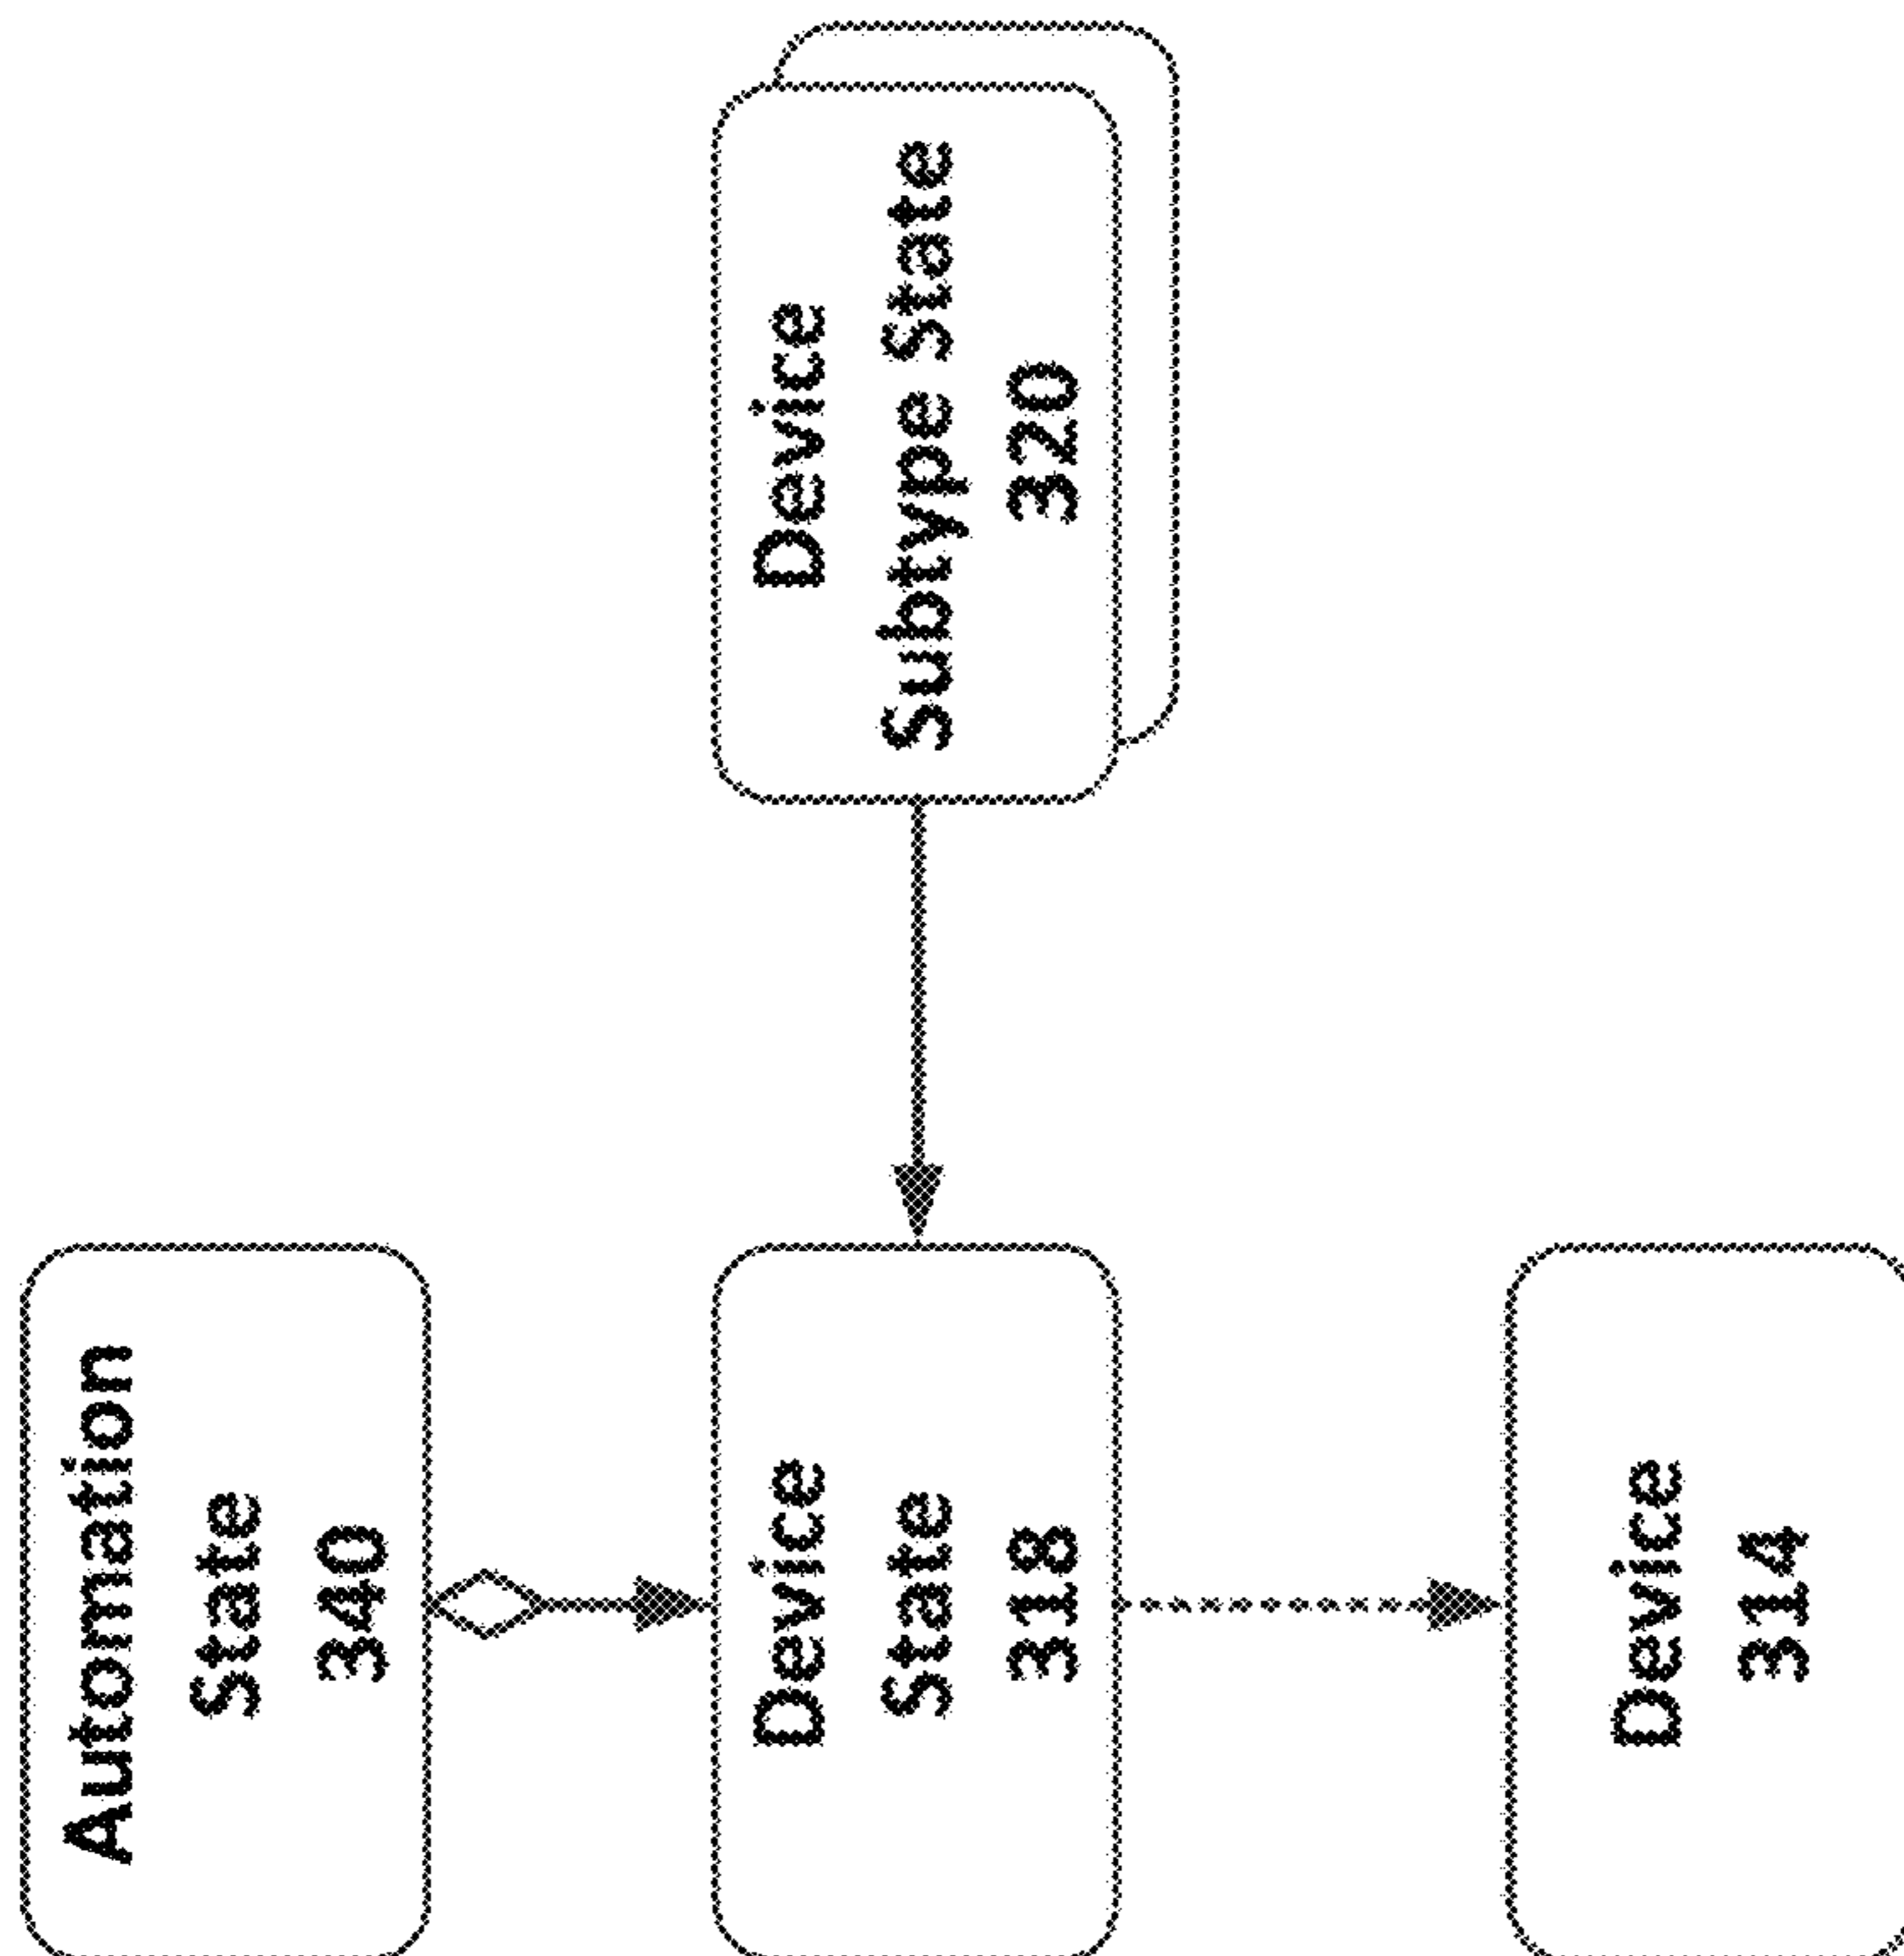 Automation
State
340
Device
State
318
Device
314
Device
Subtype State
320